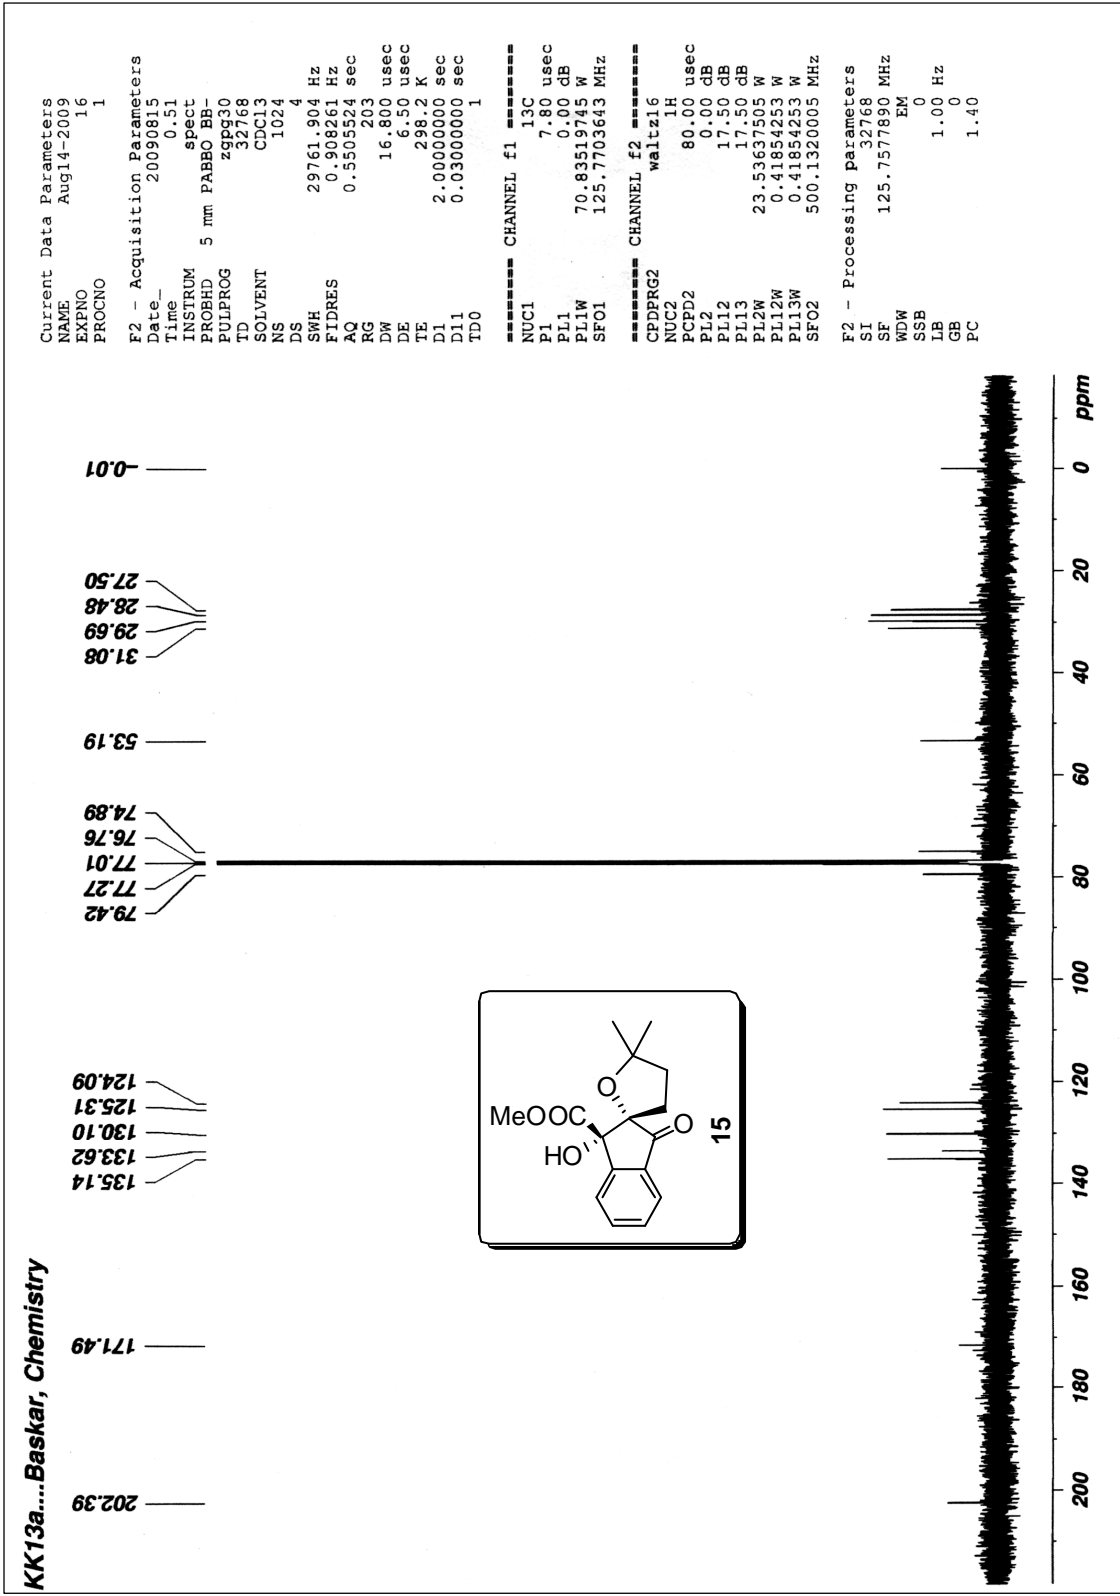 KK13a....Baskar, Chemistry
202.39
171.49
135.14
133.62
130.10
125.31
124.09
79.42
77.27
77.01
76.76
74.89
53.19
31.08
29.69
28.48
27.50
-0.01
MeOOC
HO
O
O
15
200 180 160 140 120 100 80 60 40 20 0 ppm
Current Data Parameters
NAME Aug14-2009
EXPNO 16
PROCNO 1
F2 - Acquisition Parameters
Date_ 20090815
Time 0.51
INSTRUM spect
PROBHD 5 mm PABBO BB-
PULPROG zgpg30
TD 32768
SOLVENT CDCl3
NS 1024
DS 4
SWH 29761.904 Hz
FIDRES 0.908261 Hz
AQ 0.5505524 sec
RG 203
DW 16.800 usec
DE 6.50 usec
TE 298.2 K
D1 2.00000000 sec
D11 0.03000000 sec
TD0 1
======== CHANNEL f1 ========
NUC1 13C
P1 7.80 usec
PL1 0.00 dB
PL1W 70.83519745 W
SFO1 125.7703643 MHz
======== CHANNEL f2 ========
CPDPRG2 waltz16
NUC2 1H
PCPD2 80.00 usec
PL2 0.00 dB
PL12 17.50 dB
PL13 17.50 dB
PL2W 23.53637505 W
PL12W 0.41854253 W
PL13W 0.41854253 W
SFO2 500.1320005 MHz
F2 - Processing parameters
SI 32768
SF 125.7577890 MHz
WDW EM
SSB 0
LB 1.00 Hz
GB 0
PC 1.40